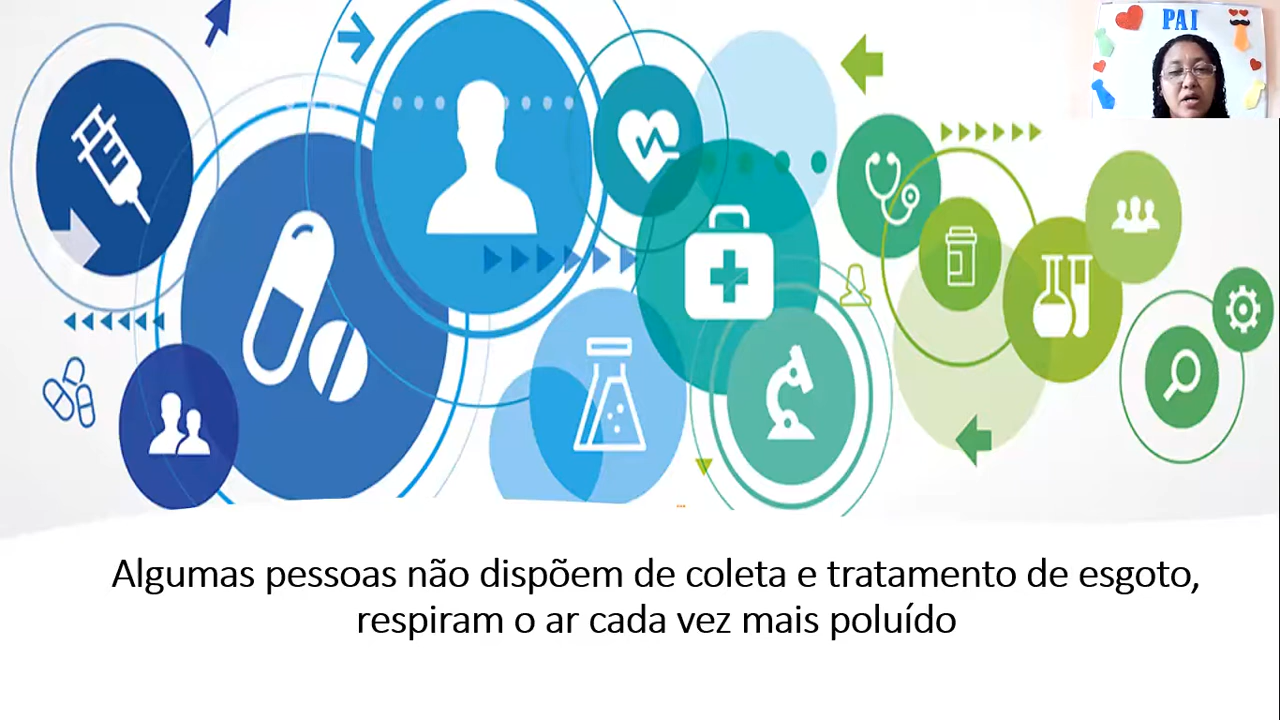 PAI
Algumas pessoas não dispõem de coleta e tratamento de esgoto,
respiram o ar cada vez mais poluído